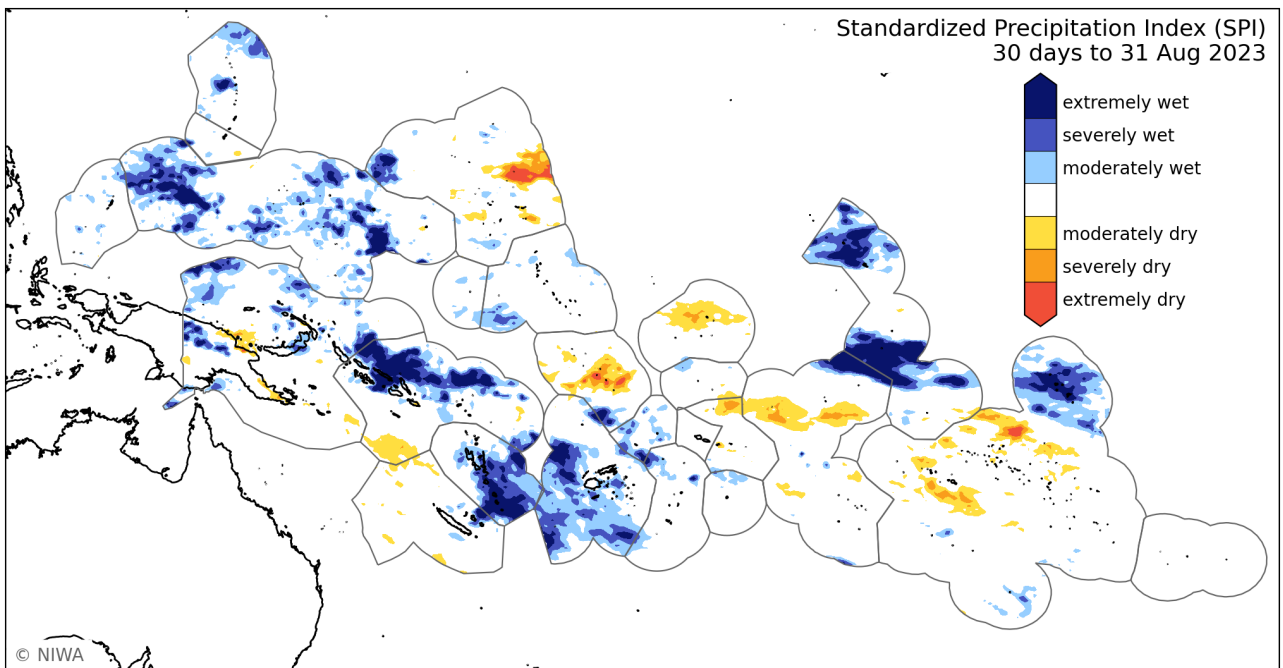 Standardized Precipitation Index (SPI)
30 days to 31 Aug 2023
extremely wet
severely wet
moderately wet
moderately dry
severely dry
extremely dry
© NIWA